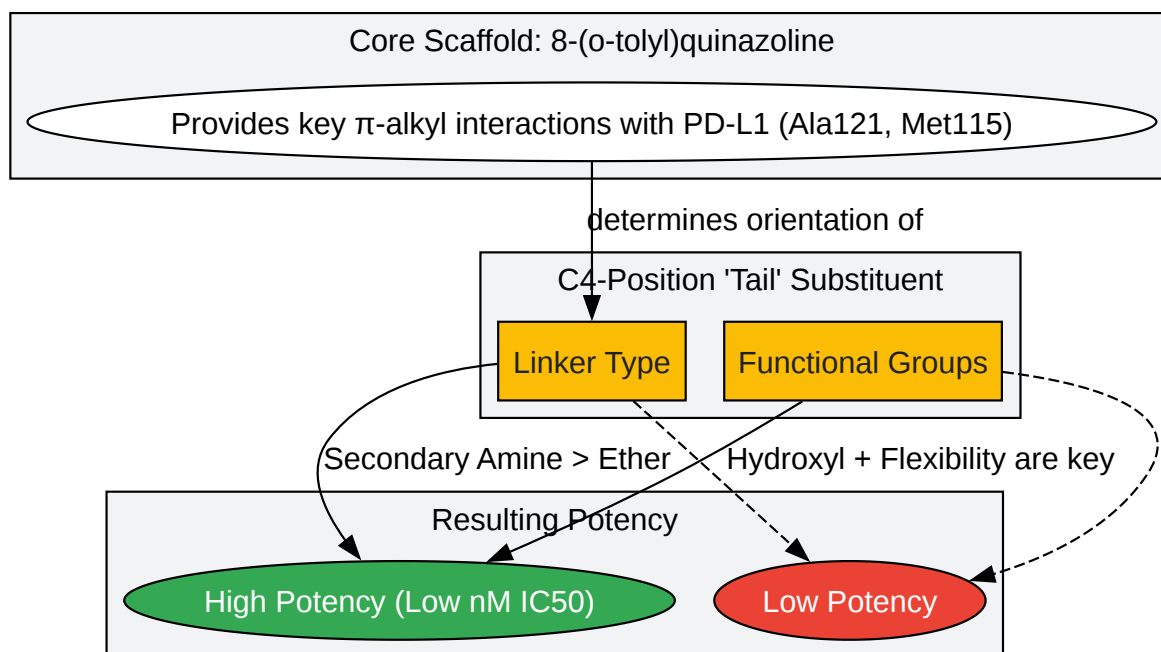 Core Scaffold: 8-(o-tolyl)quinazoline
Provides key π-alkyl interactions with PD-L1 (Ala121, Met115)
determines orientation of
C4-Position 'Tail' Substituent
Linker Type
Functional Groups
Secondary Amine > Ether
Hydroxyl + Flexibility are key
Resulting Potency
High Potency (Low nM IC50)
Low Potency